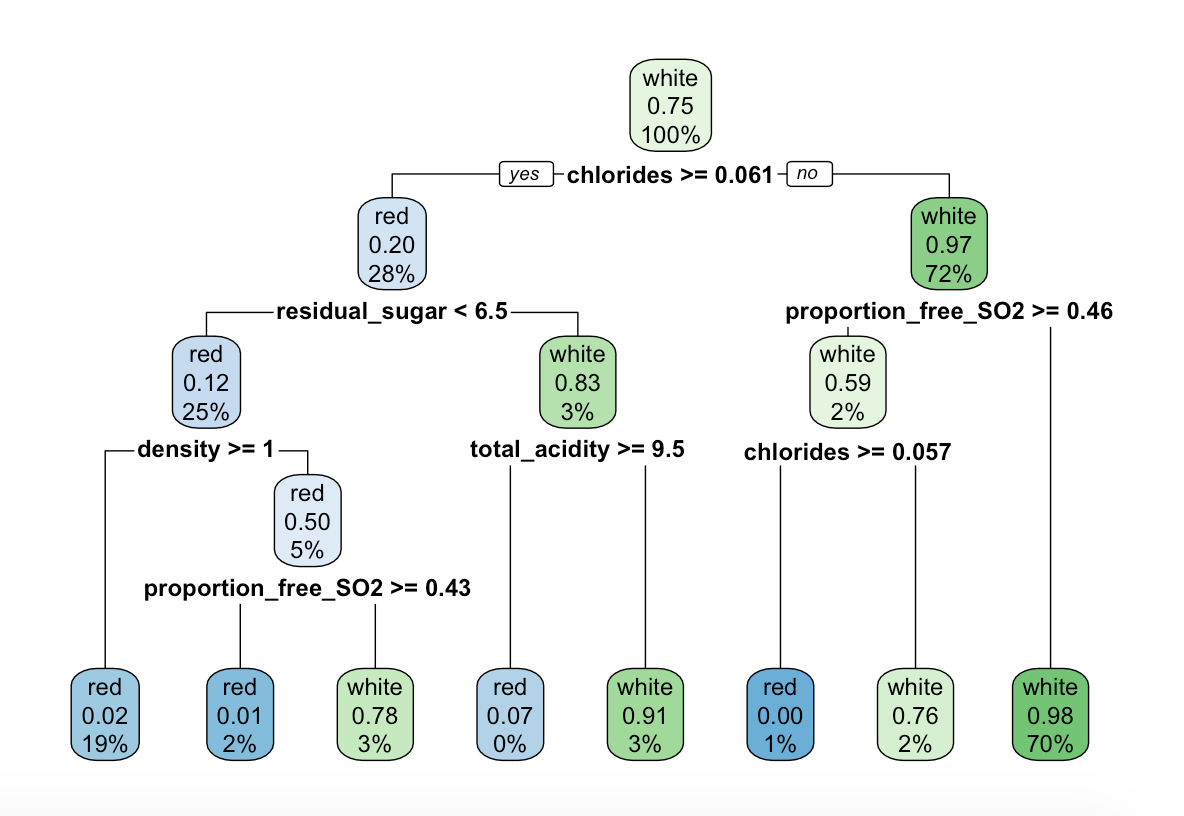 white
0.75
100%
yes chlorides >= 0.061 no
red
0.20
28%
white
0.97
72%
residual_sugar < 6.5
proportion_free_SO2 >= 0.46
red
0.12
25%
white
0.83
3%
white
0.59
2%
density >= 1
total_acidity >= 9.5
chlorides >= 0.057
red
0.50
5%
proportion_free_SO2 >= 0.43
red
0.02
19%
red
0.01
2%
white
0.78
3%
red
0.07
0%
white
0.91
3%
red
0.00
1%
white
0.76
2%
white
0.98
70%